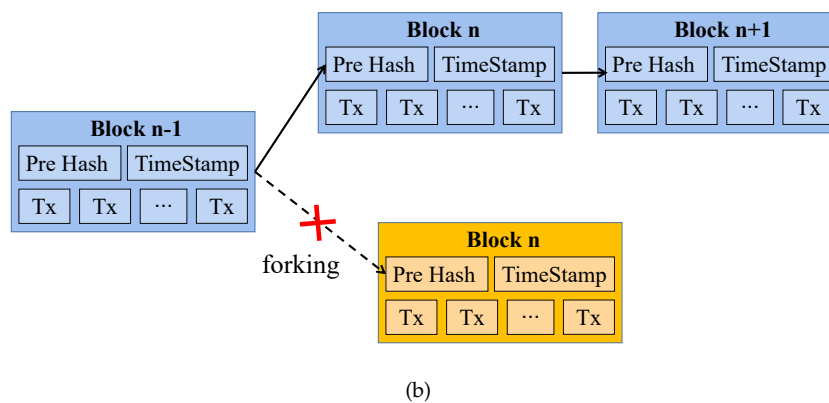 Block n
Pre Hash TimeStamp
Tx Tx ... Tx
Block n+1
Pre Hash TimeStamp
Tx Tx ... Tx
Block n-1
Pre Hash TimeStamp
Tx Tx ... Tx
forking
Block n
Pre Hash TimeStamp
Tx Tx ... Tx
(b)